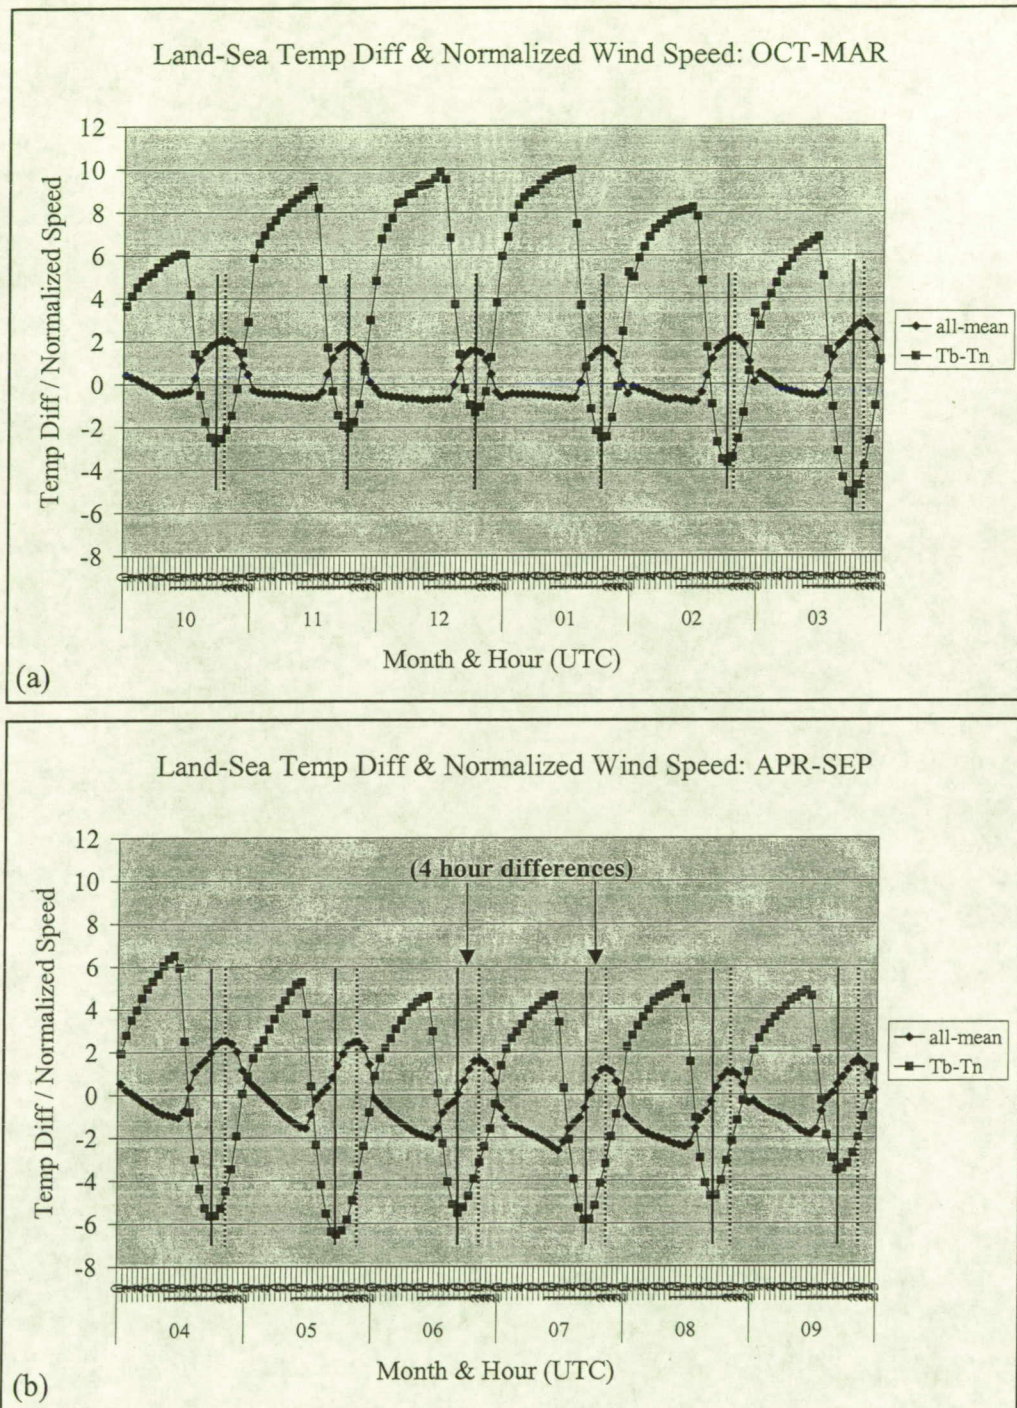 Land-Sea Temp Diff & Normalized Wind Speed: OCT-MAR
Temp Diff / Normalized Speed
12
10
8
6
4
2
0
-2
-4
-6
-8
all-mean
Tb-Tn
10 11 12 01 02 03
Month & Hour (UTC)
(a)
Land-Sea Temp Diff & Normalized Wind Speed: APR-SEP
Temp Diff / Normalized Speed
12
10
8
6
4
2
0
-2
-4
-6
-8
(4 hour differences)
all-mean
Tb-Tn
04 05 06 07 08 09
Month & Hour (UTC)
(b)